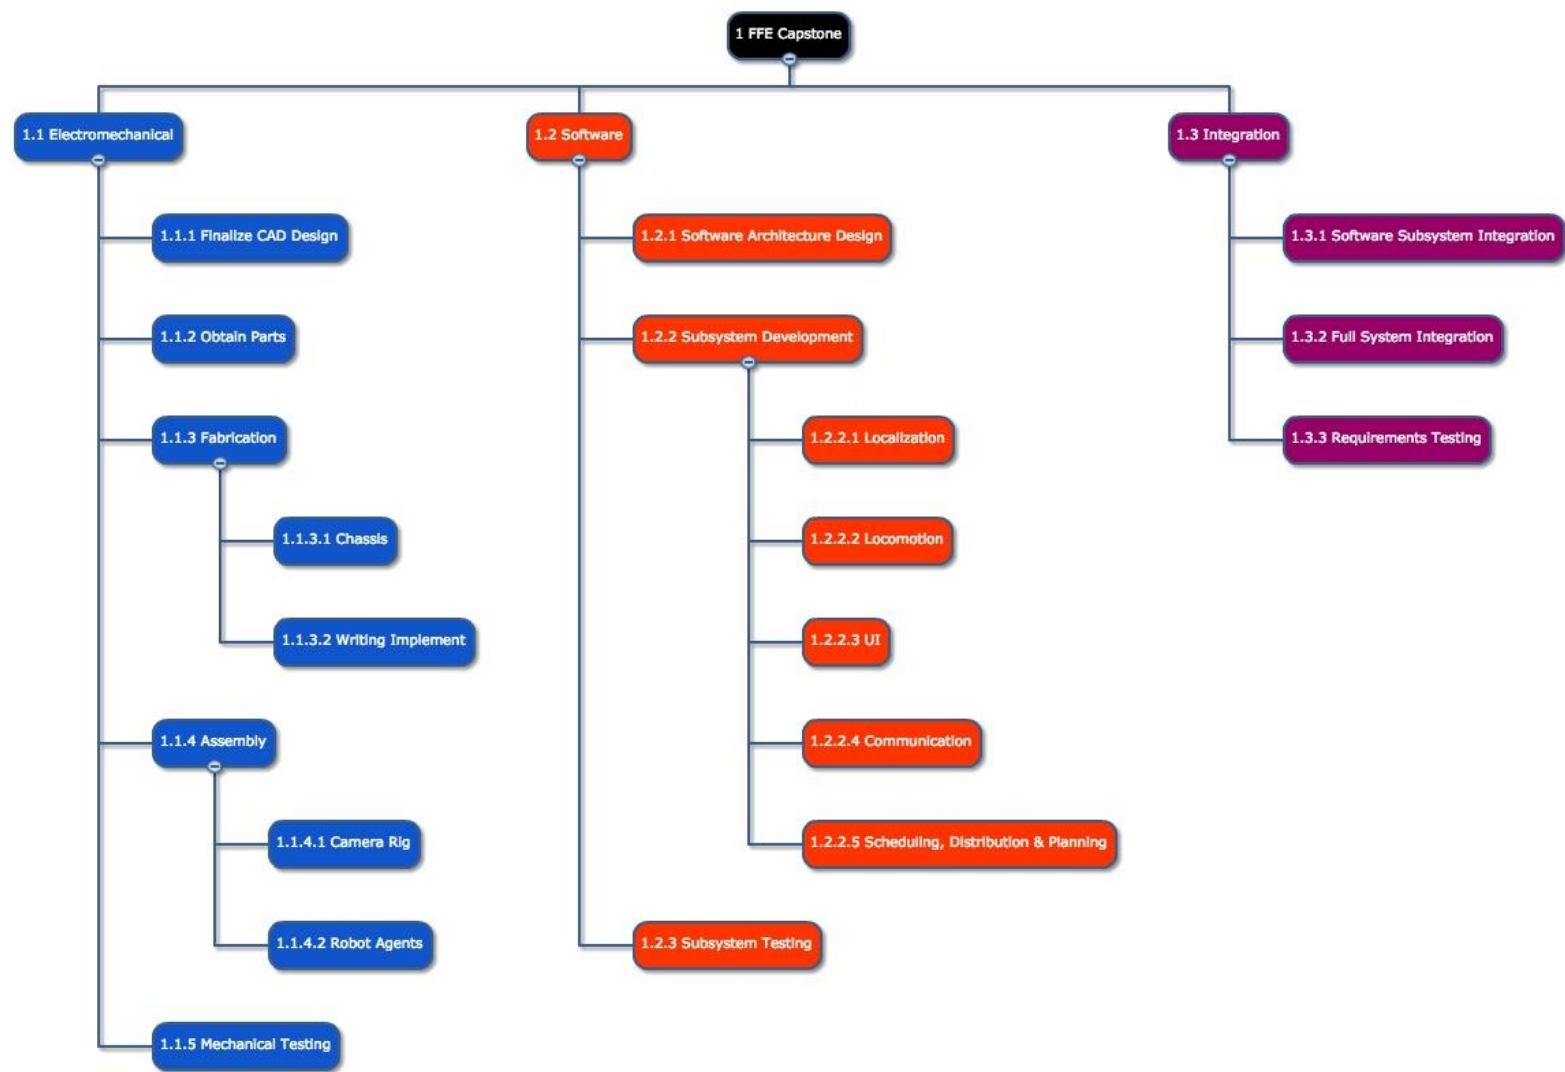 1 FFE Capstone
1.1 Electromechanical
1.1.1 Finalize CAD Design
1.1.2 Obtain Parts
1.1.3 Fabrication
1.1.3.1 Chassis
1.1.3.2 Writing Implement
1.1.4 Assembly
1.1.4.1 Camera Rig
1.1.4.2 Robot Agents
1.1.5 Mechanical Testing
1.2 Software
1.2.1 Software Architecture Design
1.2.2 Subsystem Development
1.2.2.1 Localization
1.2.2.2 Locomotion
1.2.2.3 UI
1.2.2.4 Communication
1.2.2.5 Scheduling, Distribution & Planning
1.2.3 Subsystem Testing
1.3 Integration
1.3.1 Software Subsystem Integration
1.3.2 Full System Integration
1.3.3 Requirements Testing